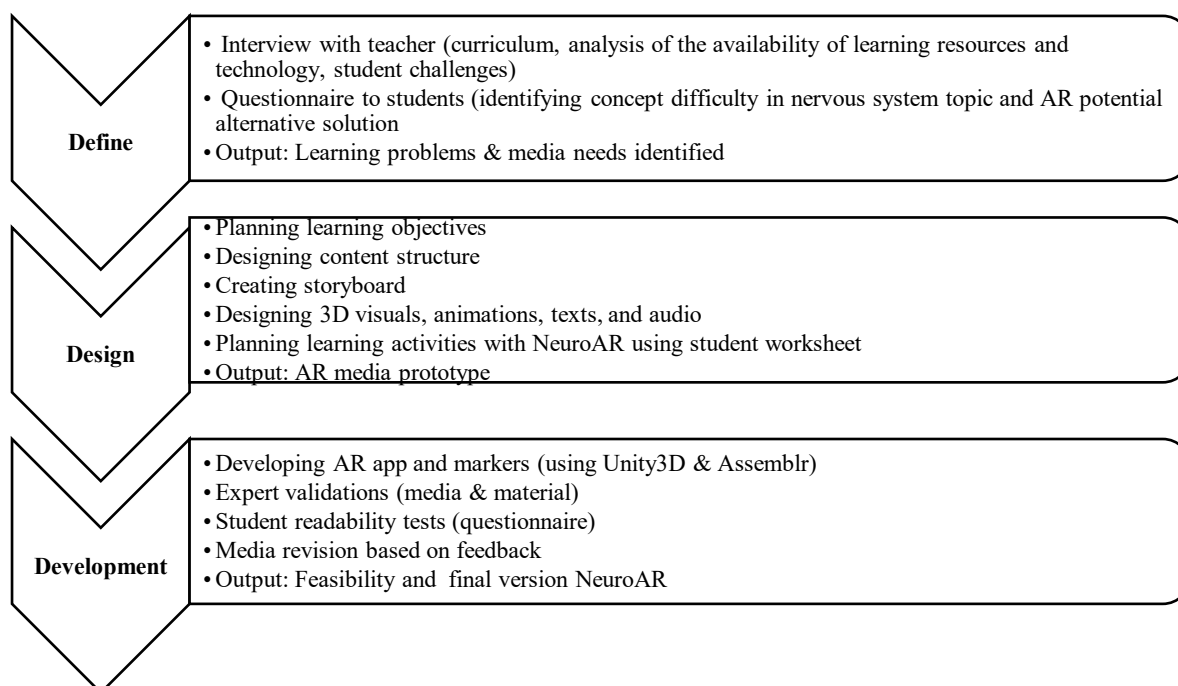 Define
• Interview with teacher (curriculum, analysis of the availability of learning resources and
technology, student challenges)
• Questionnaire to students (identifying concept difficulty in nervous system topic and AR potential
alternative solution
• Output: Learning problems & media needs identified
Design
• Planning learning objectives
• Designing content structure
• Creating storyboard
• Designing 3D visuals, animations, texts, and audio
• Planning learning activities with NeuroAR using student worksheet
• Output: AR media prototype
Development
• Developing AR app and markers (using Unity3D & Assemblr)
• Expert validations (media & material)
• Student readability tests (questionnaire)
• Media revision based on feedback
• Output: Feasibility and final version NeuroAR